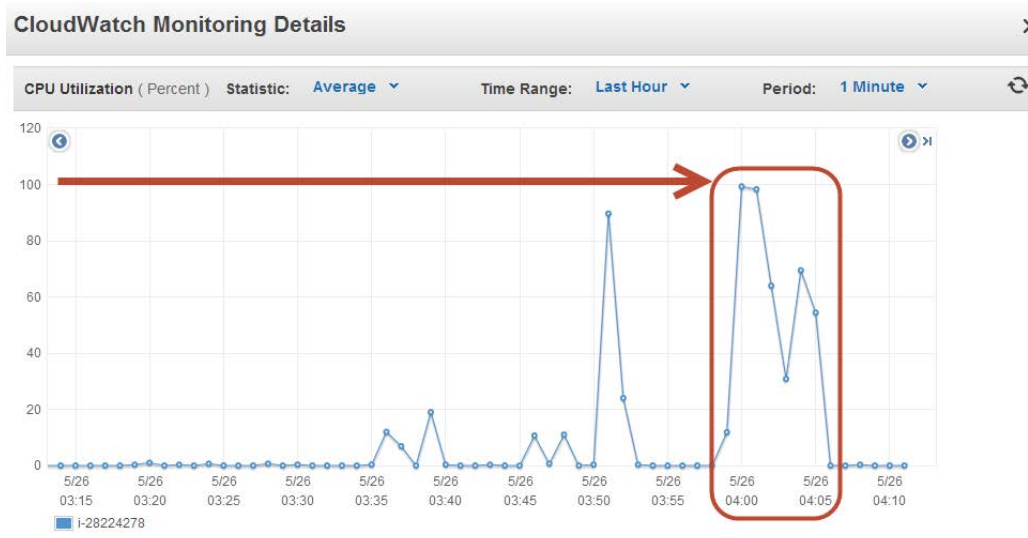 CloudWatch Monitoring Details
CPU Utilization ( Percent ) Statistic: Average Time Range: Last Hour Period: 1 Minute
120
100
80
60
40
20
0
5/26 5/26 5/26 5/26 5/26 5/26 5/26 5/26 5/26 5/26 5/26 5/26
03:15 03:20 03:25 03:30 03:35 03:40 03:45 03:50 03:55 04:00 04:05 04:10
i-28224278